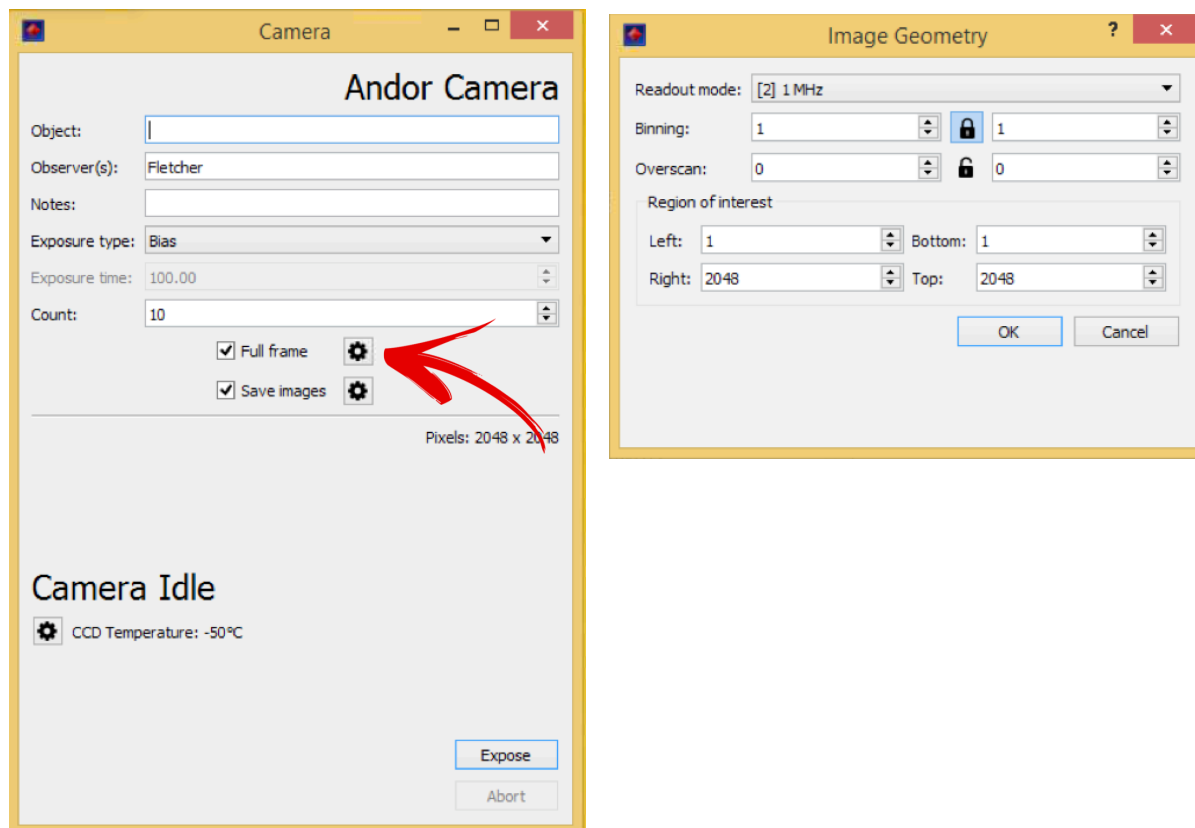 Camera
Andor Camera
Object:
Observer(s): Fletcher
Notes:
Exposure type: Bias
Exposure time: 100.00
Count: 10
Full frame
Save images
Pixels: 2048 x 2048
Camera Idle
CCD Temperature: -50°C
Expose
Abort
Image Geometry ?
Readout mode: [2] 1 MHz
Binning: 1 1
Overscan: 0 0
Region of interest
Left: 1 Bottom: 1
Right: 2048 Top: 2048
OK Cancel